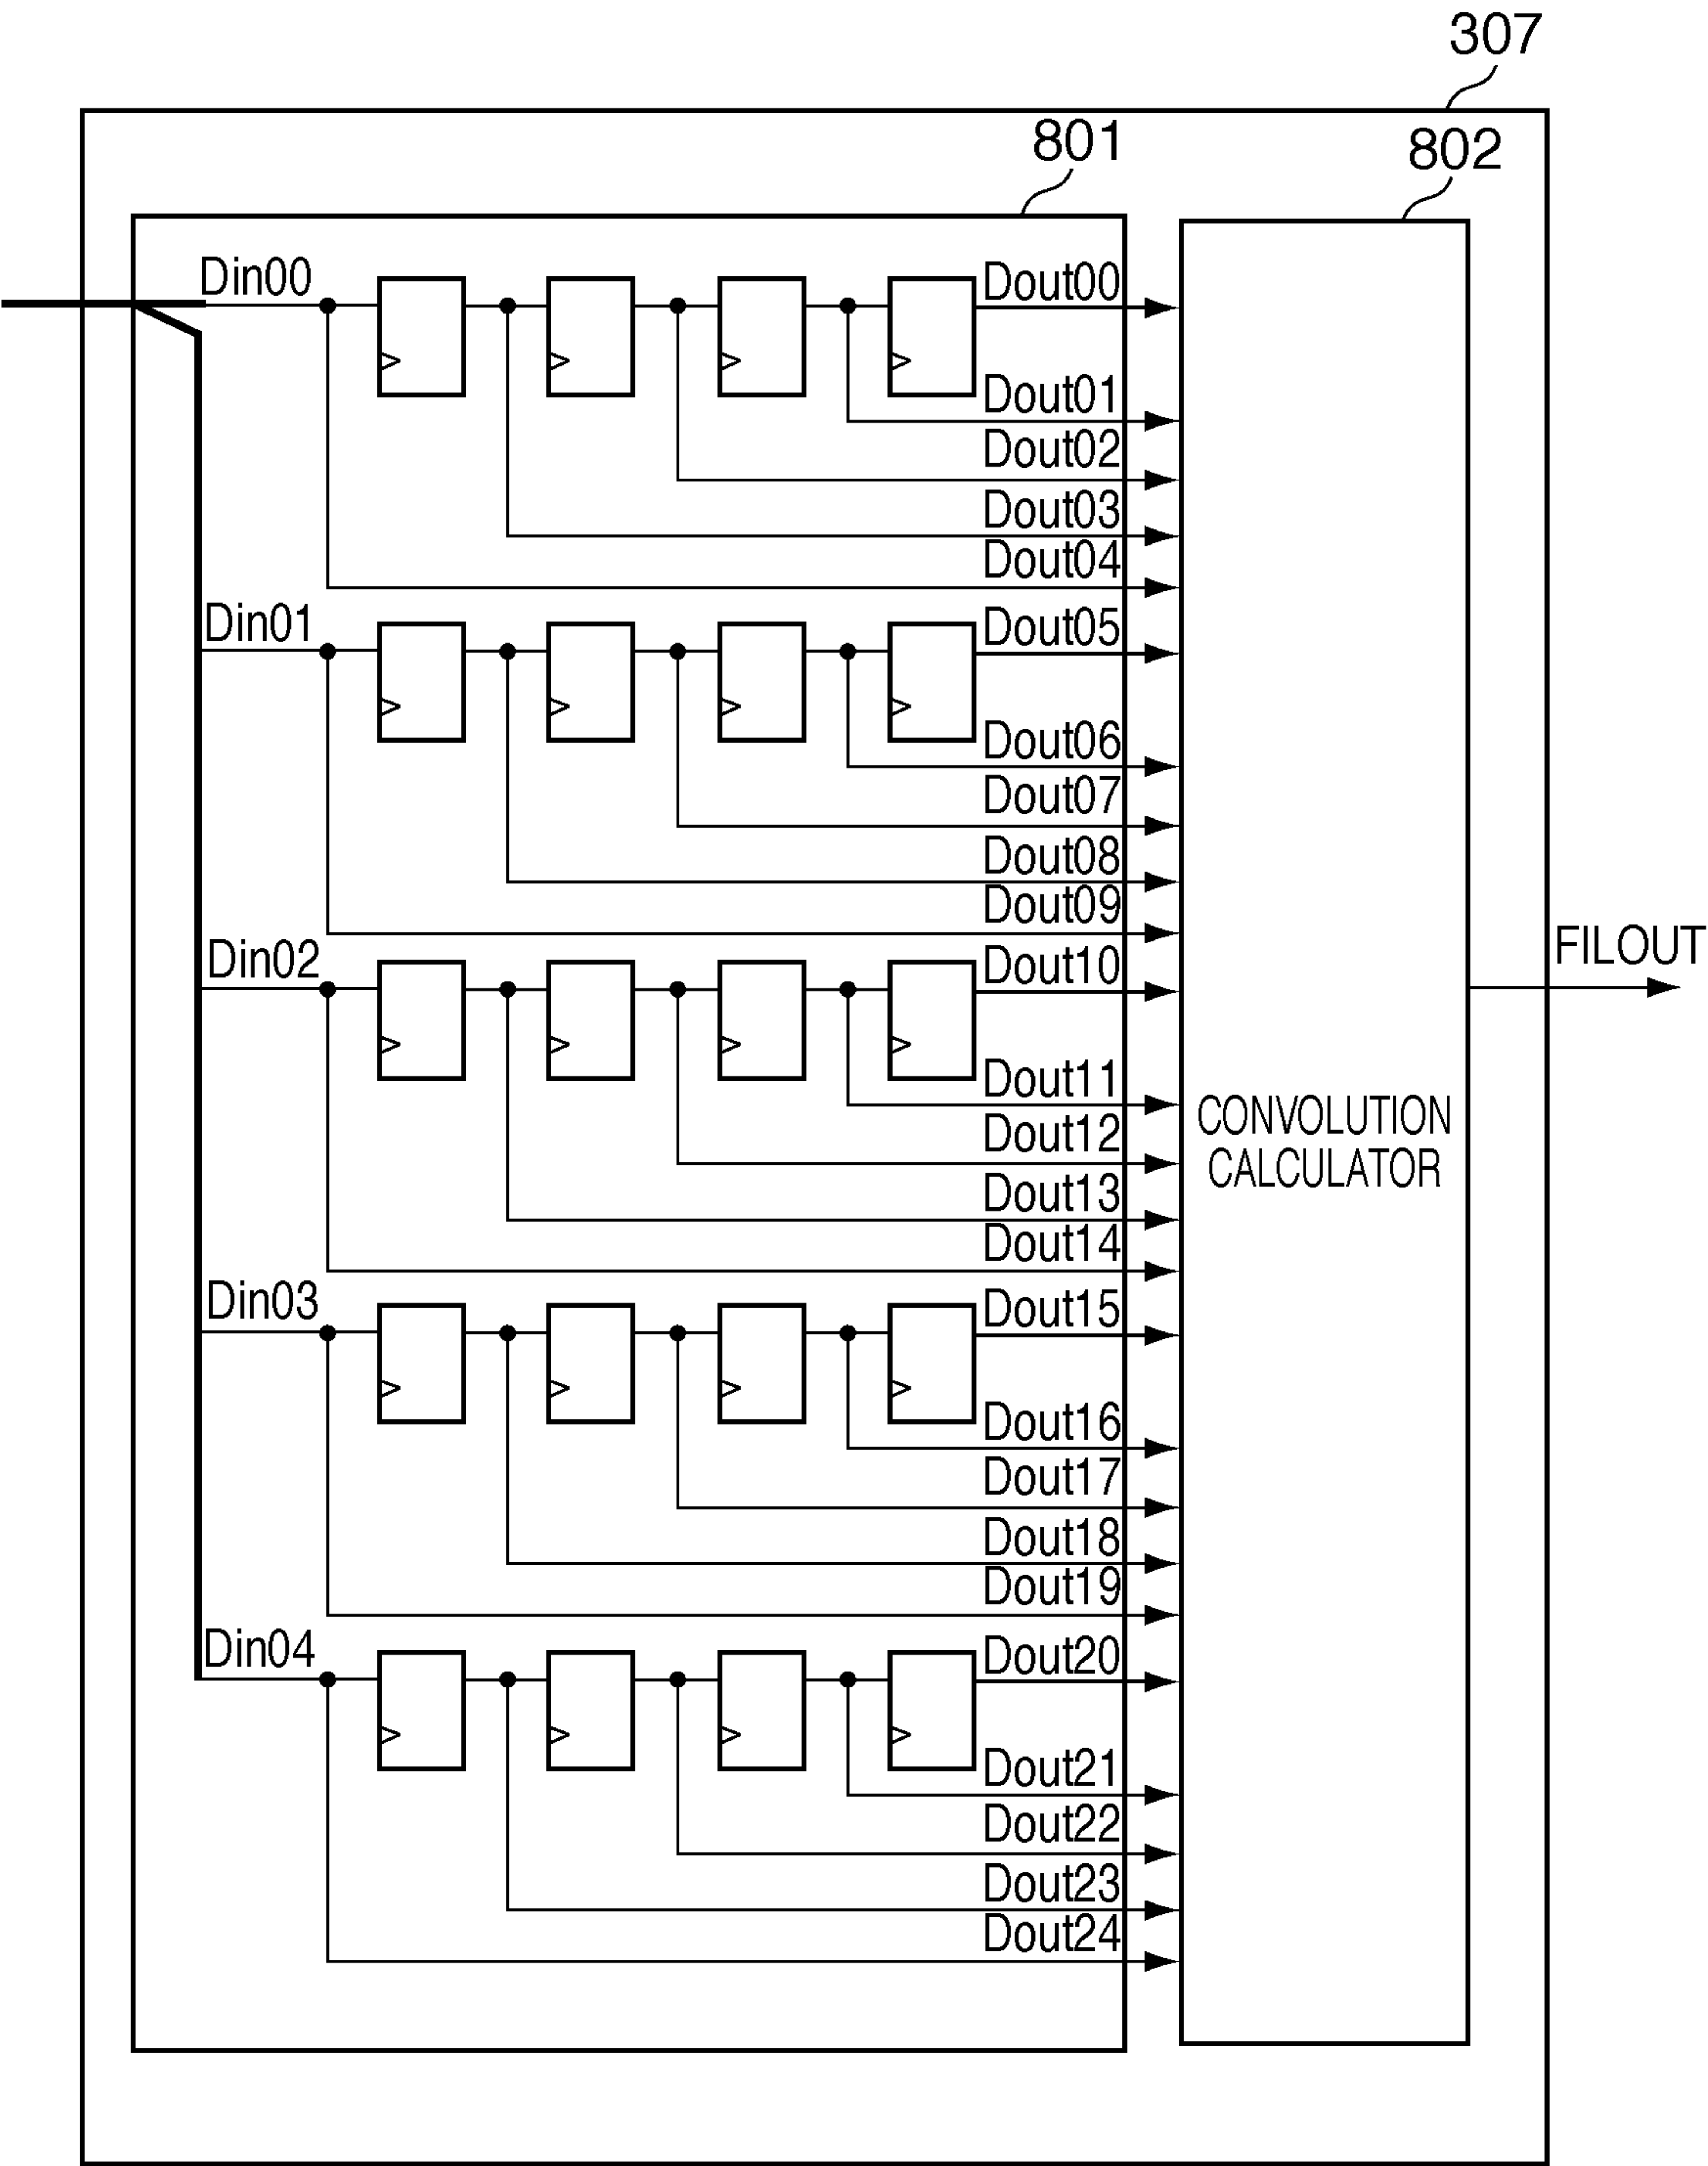 307
801
802
Din00
Dout00
Dout01
Dout02
Dout03
Dout04
Din01
Dout05
Dout06
Dout07
Dout08
Dout09
Din02
Dout10
FILOUT
Dout11
Dout12
CONVOLUTION
CALCULATOR
Dout13
Dout14
Din03
Dout15
Dout16
Dout17
Dout18
Dout19
Din04
Dout20
Dout21
Dout22
Dout23
Dout24